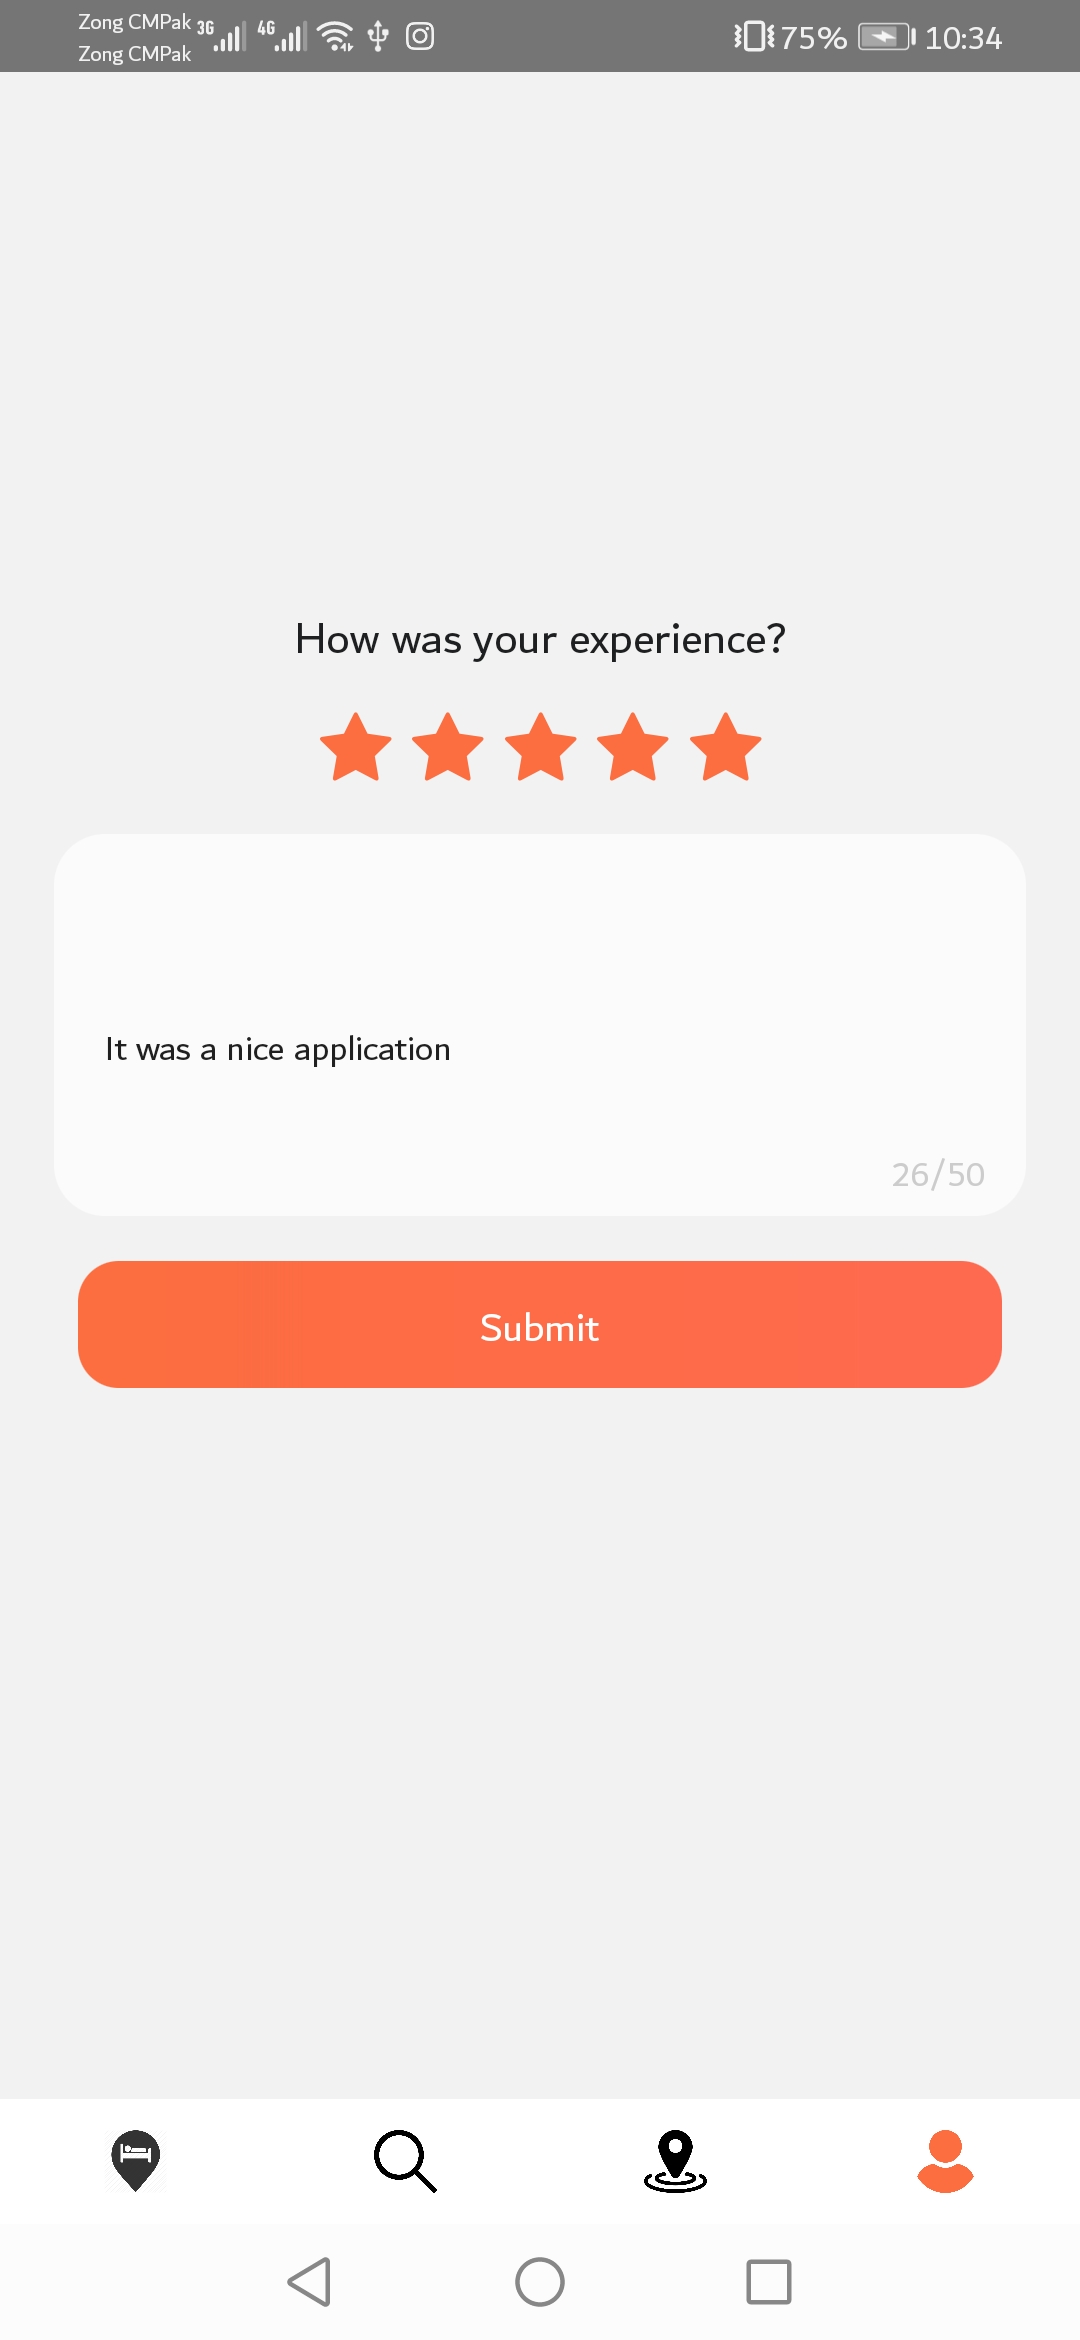 Zong CMPak 3G 4G 75% 10:34
Zong CMPak
How was your experience?
It was a nice application
26/50
Submit